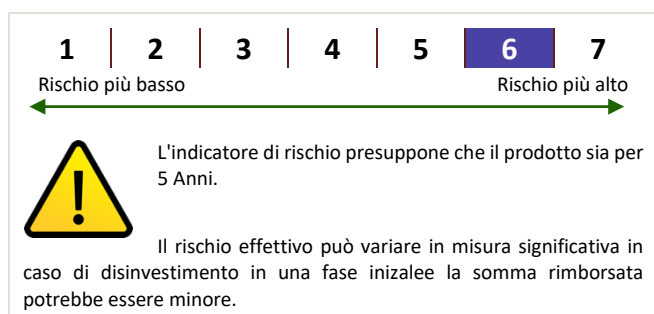 1 2 3 4 5 6 7
Rischio più basso Rischio più alto
L'indicatore di rischio presuppone che il prodotto sia per
5 Anni.
Il rischio effettivo può variare in misura significativa in
caso di disinvestimento in una fase inizalee la somma rimborsata
potrebbe essere minore.